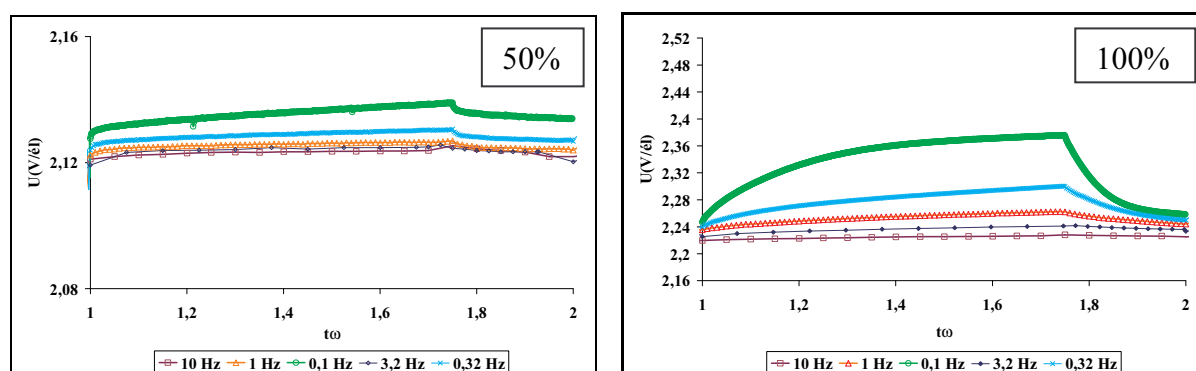 2,16
50%
2,12
2,08
U(V/él)
1 1,2 1,4 1,6 1,8 2
tω
10 Hz 1 Hz 0,1 Hz 3,2 Hz 0,32 Hz
2,52
100%
2,48
2,44
2,4
2,36
2,32
2,28
2,24
2,2
2,16
U(V/él)
1 1,2 1,4 1,6 1,8 2
tω
10 Hz 1 Hz 0,1 Hz 3,2 Hz 0,32 Hz